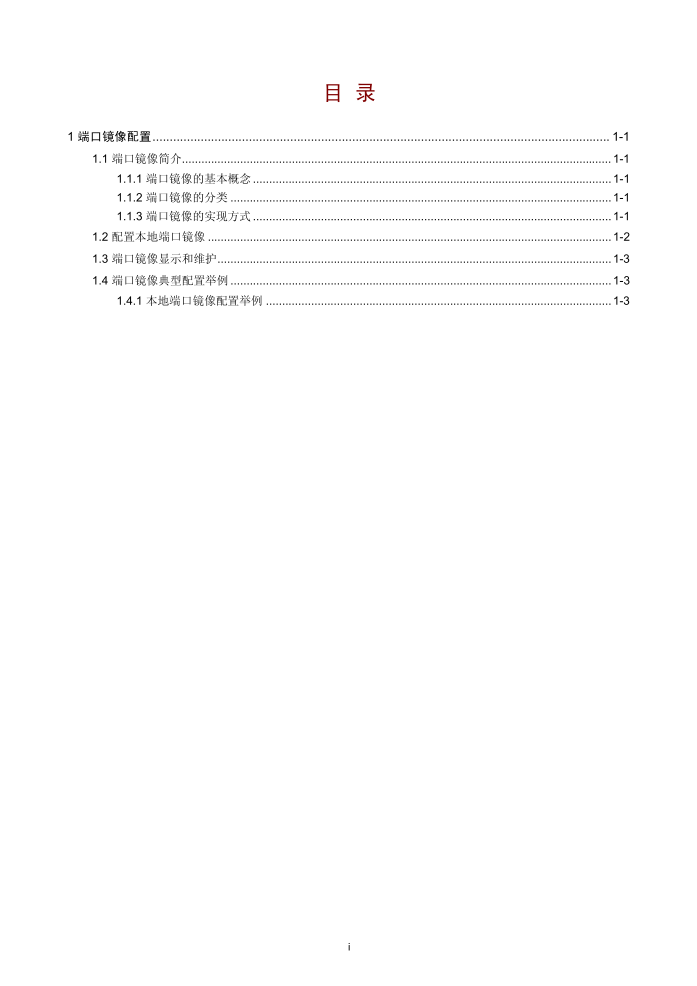 目 录
1 端口镜像配置 1-1
1.1 端口镜像简介 1-1
1.1.1 端口镜像的基本概念 1-1
1.1.2 端口镜像的分类 1-1
1.1.3 端口镜像的实现方式 1-1
1.2 配置本地端口镜像 1-2
1.3 端口镜像显示和维护 1-3
1.4 端口镜像典型配置举例 1-3
1.4.1 本地端口镜像配置举例 1-3
i